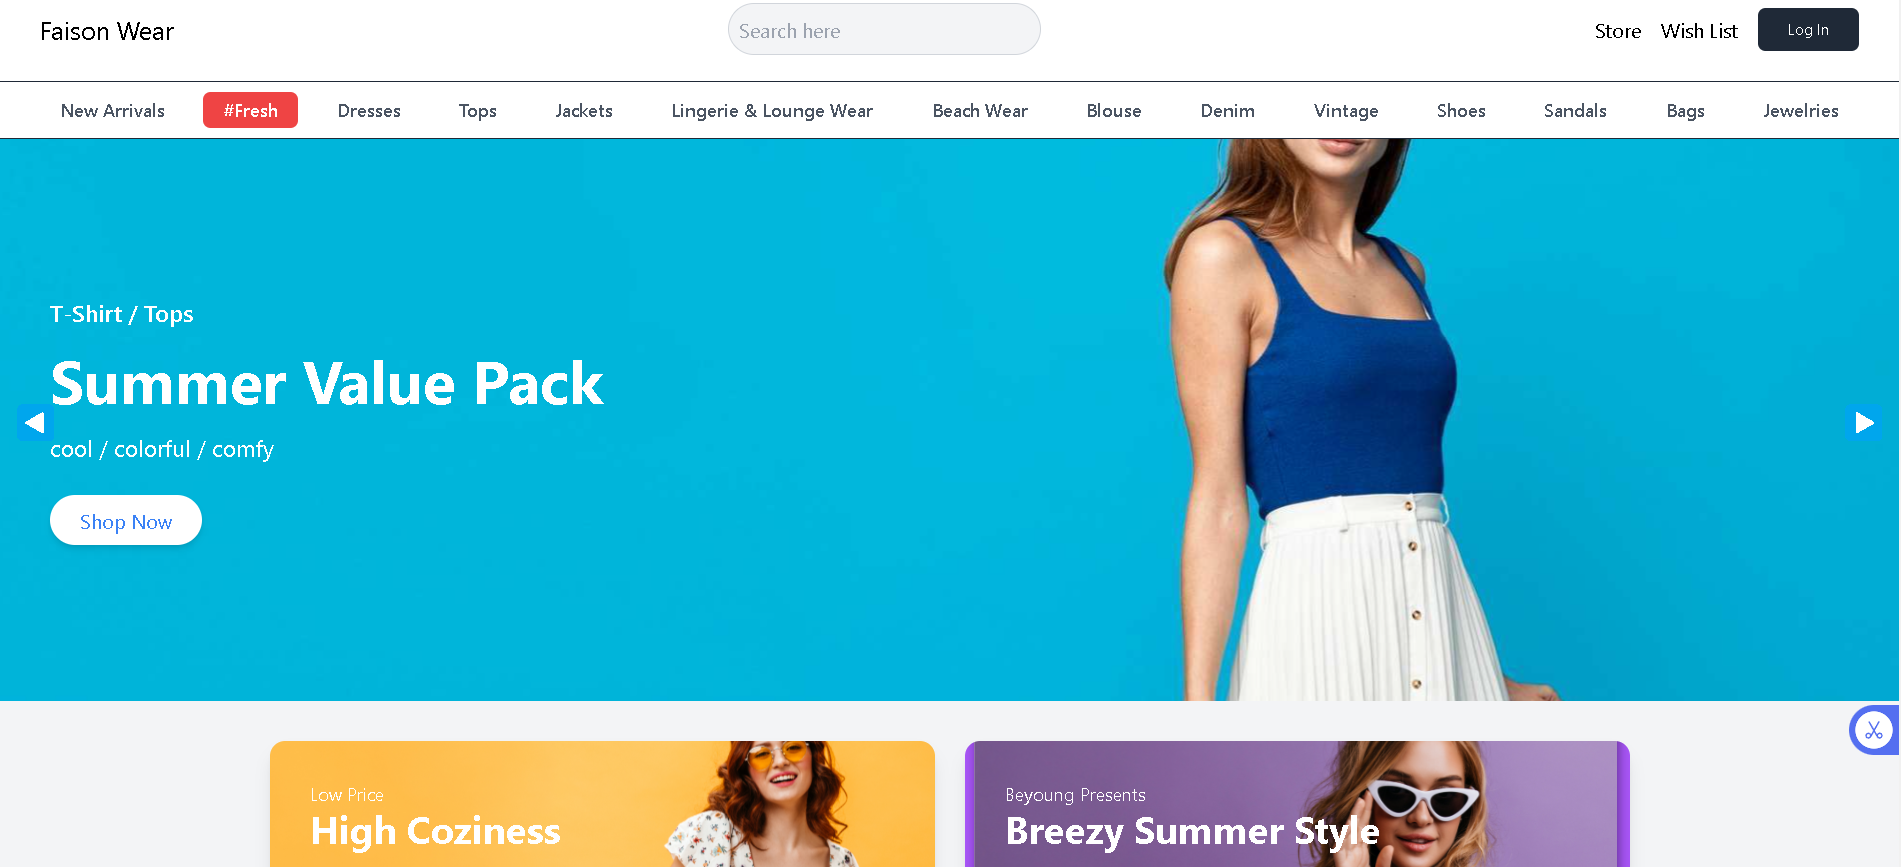 Faison Wear
Search here
Store
Wish List
Log In
New Arrivals
#Fresh
Dresses
Tops
Jackets
Lingerie & Lounge Wear
Beach Wear
Blouse
Denim
Vintage
Shoes
Sandals
Bags
Jewelries
T-Shirt / Tops
Summer Value Pack
cool / colorful / comfy
Shop Now
Low Price
High Coziness
Beyoung Presents
Breezy Summer Style